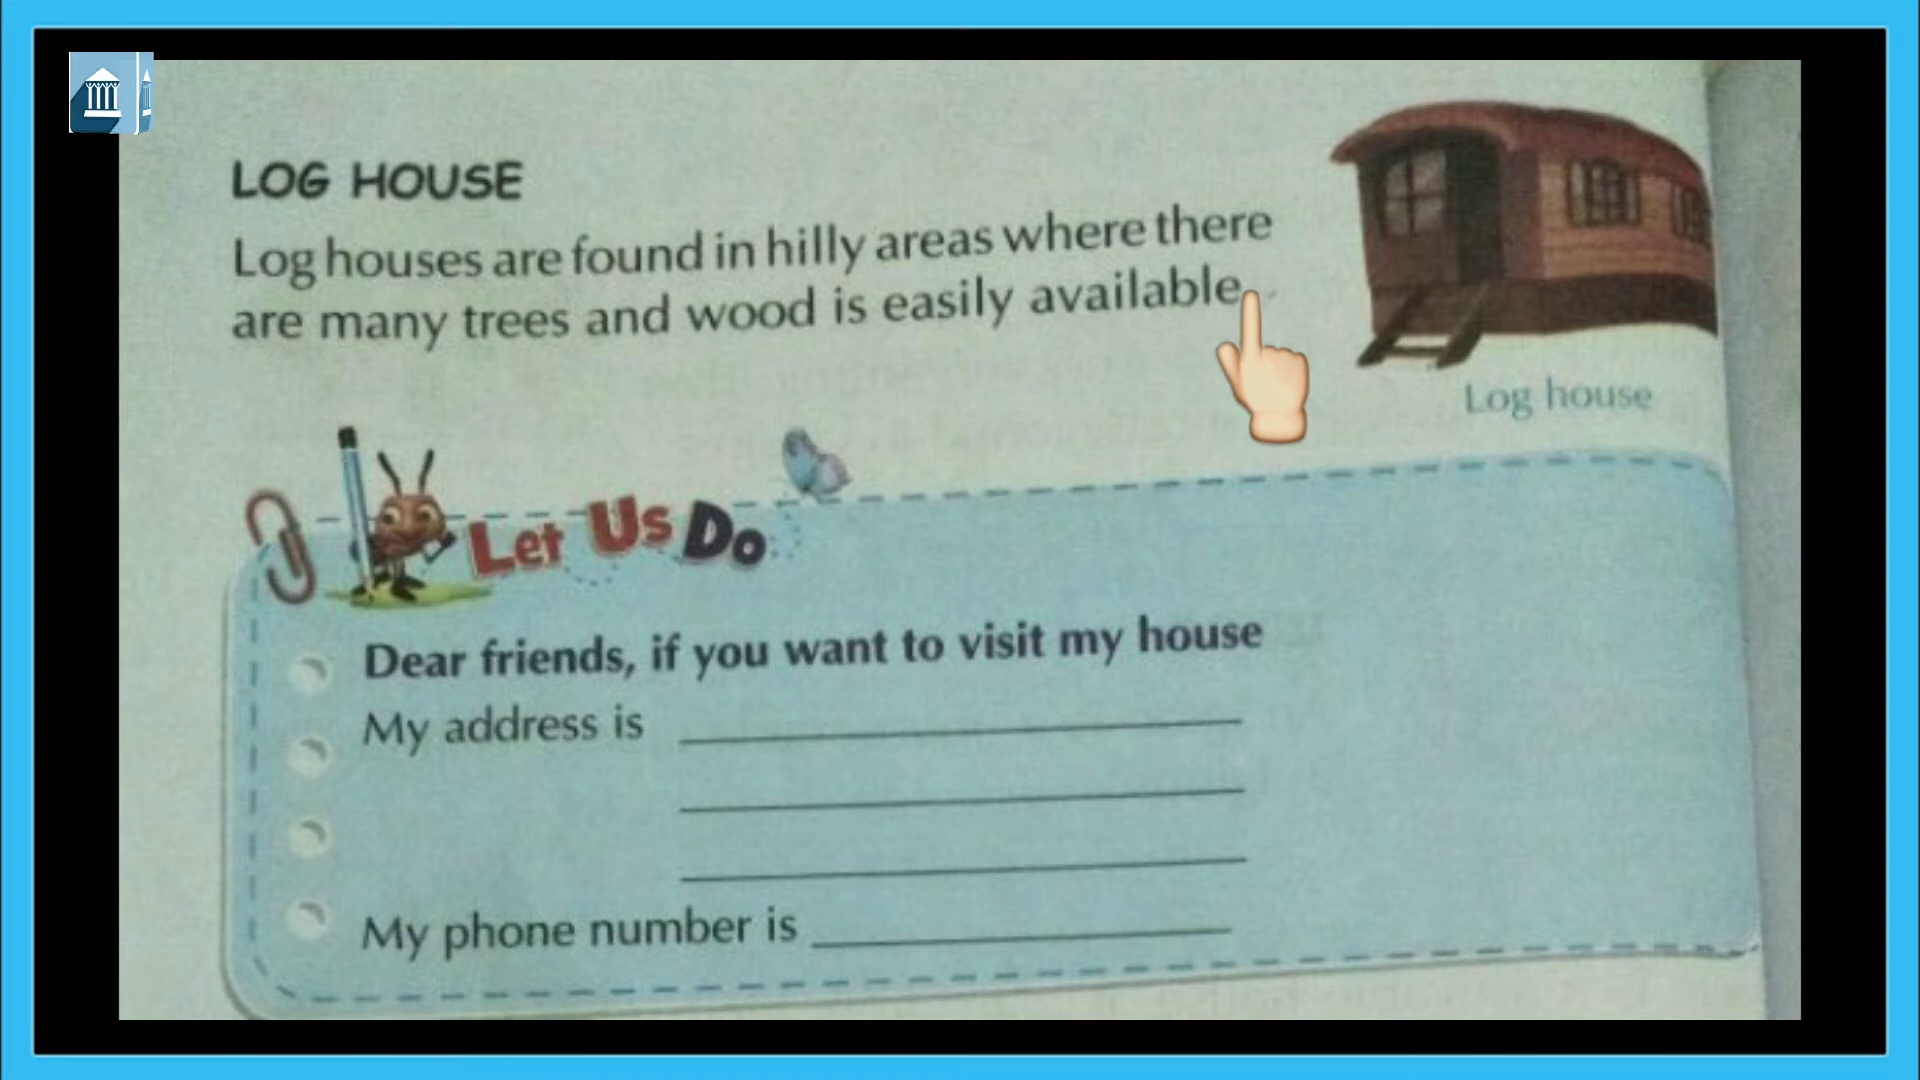 LOG HOUSE
Log houses are found in hilly areas where there
are many trees and wood is easily available.
Log house
Let Us Do
Dear friends, if you want to visit my house
My address is
My phone number is